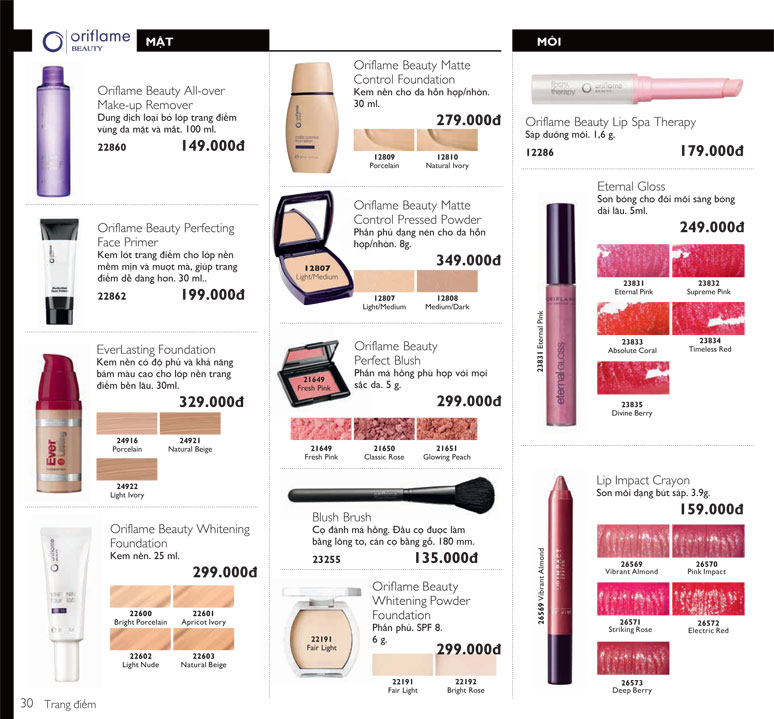 oriflame
BEAUTY
MẶT
MÔI
Oriflame Beauty All-over
Make-up Remover
Dung dịch loại bỏ lớp trang điểm
vùng da mặt và mắt. 100 ml.
22860 149.000đ
Oriflame Beauty Perfecting
Face Primer
Kem lót trang điểm cho lớp nền
mềm mịn và mượt mà, giúp trang
điểm dễ dàng hơn. 30 ml..
22862 199.000đ
EverLasting Foundation
Kem nền có độ phủ và khả năng
bám màu cao cho lớp nền trang
điểm bền lâu. 30ml.
329.000đ
24916 24921
Porcelain Natural Beige
24922
Light Ivory
Ever
Lasting
Oriflame Beauty Whitening
Foundation
Kem nền. 25 ml.
299.000đ
22600 22601
Bright Porcelain Apricot Ivory
22602 22603
Light Nude Natural Beige
Oriflame Beauty Matte
Control Foundation
Kem nền cho da hỗn hợp/nhờn.
30 ml.
279.000đ
12809 12810
Porcelain Natural Ivory
Oriflame Beauty Matte
Control Pressed Powder
Phấn phủ dạng nén cho da hỗn
hợp/nhờn. 8g.
349.000đ
12807
Light/Medium
12807 12808
Light/Medium Medium/Dark
Oriflame Beauty
Perfect Blush
Phấn má hồng phù hợp với mọi
sắc da. 5 g.
299.000đ
21649
Fresh Pink
21649 21650 21651
Fresh Pink Classic Rose Glowing Peach
Blush Brush
Cọ đánh má hồng. Đầu cọ được làm
bằng lông to, cán cọ bằng gỗ. 180 mm.
23255 135.000đ
Oriflame Beauty
Whitening Powder
Foundation
Phấn phủ. SPF 8.
6 g.
299.000đ
22191
Fair Light
22191 22192
Fair Light Bright Rose
therapy
oriflame
Oriflame Beauty Lip Spa Therapy
Sáp dưỡng môi. 1,6 g.
12286 179.000đ
Eternal Gloss
Son bóng cho đôi môi sáng bóng
dài lâu. 5ml.
249.000đ
23831 23832
Eternal Pink Supreme Pink
23833 23834
Absolute Coral Timeless Red
23835
Divine Berry
23831 Eternal Pink
ORIFLAME
eternal GLOSS
Lip Impact Crayon
Son môi dạng bút sáp. 3.9g.
159.000đ
26569 26570
Vibrant Almond Pink Impact
26571 26572
Striking Rose Electric Red
26573
Deep Berry
26569 Vibrant Almond
IMPACT
30 Trang điểm